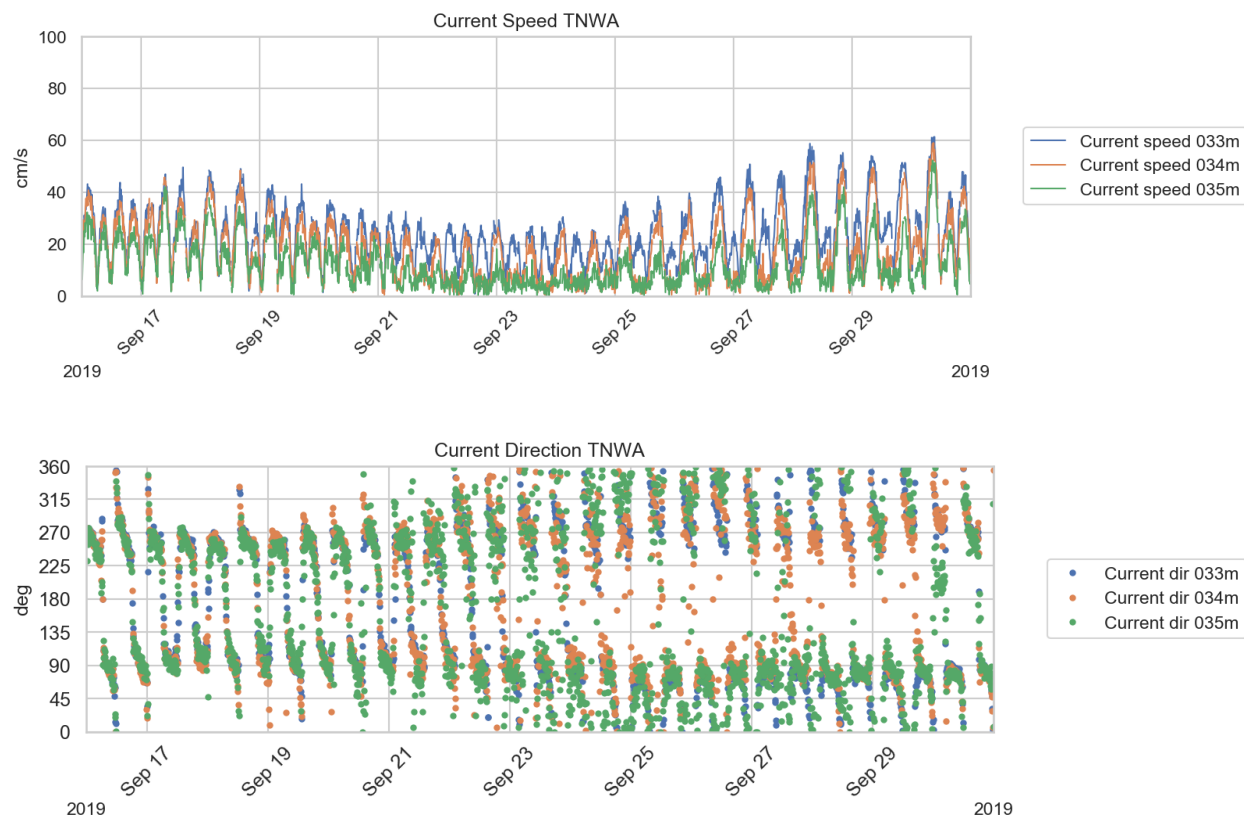 Current Speed TNWA
100
80
60
40
20
0
cm/s
Sep 17
Sep 19
Sep 21
Sep 23
Sep 25
Sep 27
Sep 29
2019
2019
Current speed 033m
Current speed 034m
Current speed 035m
Current Direction TNWA
360
315
270
225
180
135
90
45
0
deg
Sep 17
Sep 19
Sep 21
Sep 23
Sep 25
Sep 27
Sep 29
2019
2019
Current dir 033m
Current dir 034m
Current dir 035m